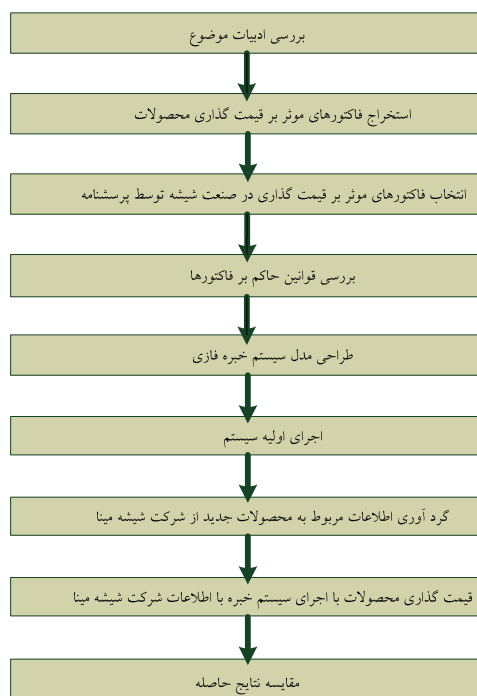 بررسی ادبیات موضوع
استخراج فاکتورهای موثر بر قیمت گذاری محصولات
انتخاب فاکتورهای موثر بر قیمت گذاری در صنعت شیشه توسط پرسشنامه
بررسی قوانین حاکم بر فاکتورها
طراحی مدل سیستم خبره فازی
اجرای اولیه سیستم
گرد آوری اطلاعات مربوط به محصولات جدید از شرکت شیشه مینا
قیمت گذاری محصولات با اجرای سیستم خبره با اطلاعات شرکت شیشه مینا
مقایسه نتایج حاصله